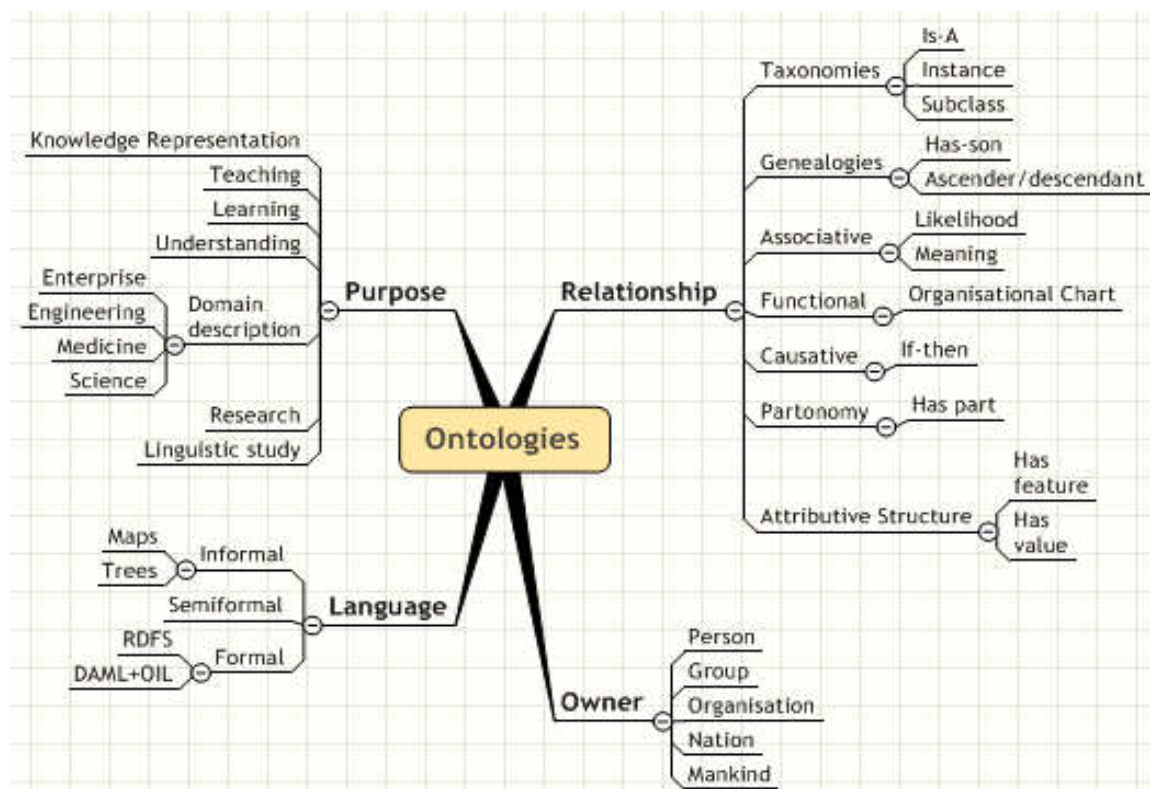 Ontologies
Purpose
Knowledge Representation
Teaching
Learning
Understanding
Domain
description
Enterprise
Engineering
Medicine
Science
Research
Linguistic study
Relationship
Taxonomies
Is-A
Instance
Subclass
Genealogies
Has-son
Ascender/descendant
Associative
Likelihood
Meaning
Functional
Organisational Chart
Causative
If-then
Partonomy
Has part
Attributive Structure
Has
feature
Has
value
Language
Informal
Maps
Trees
Semiformal
Formal
RDFS
DAML+OIL
Owner
Person
Group
Organisation
Nation
Mankind